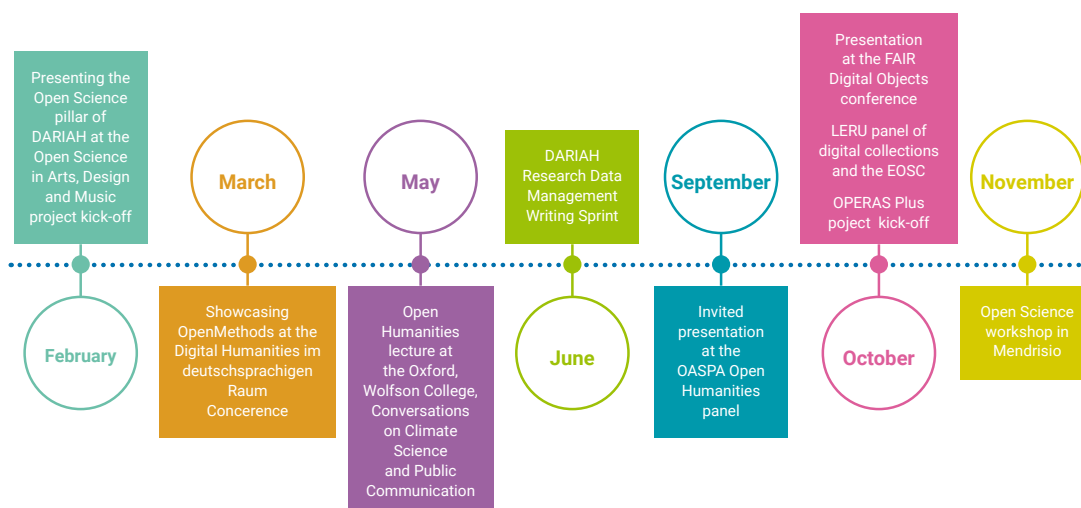 Presenting the
Open Science
pillar of
DARIAH at the
Open Science
in Arts, Design
and Music
project kick-off
February
March
Showcasing
OpenMethods at the
Digital Humanities im
deutschsprachigen
Raum
Concerence
May
Open
Humanities
lecture at
the Oxford,
Wolfson College,
Conversations
on Climate
Science
and Public
Communication
DARIAH
Research Data
Management
Writing Sprint
June
September
Invited
presentation
at the
OASPA Open
Humanities
panel
Presentation
at the FAIR
Digital Objects
conference
LERU panel of
digital collections
and the EOSC
OPERAS Plus
poject kick-off
October
November
Open Science
workshop in
Mendrisio